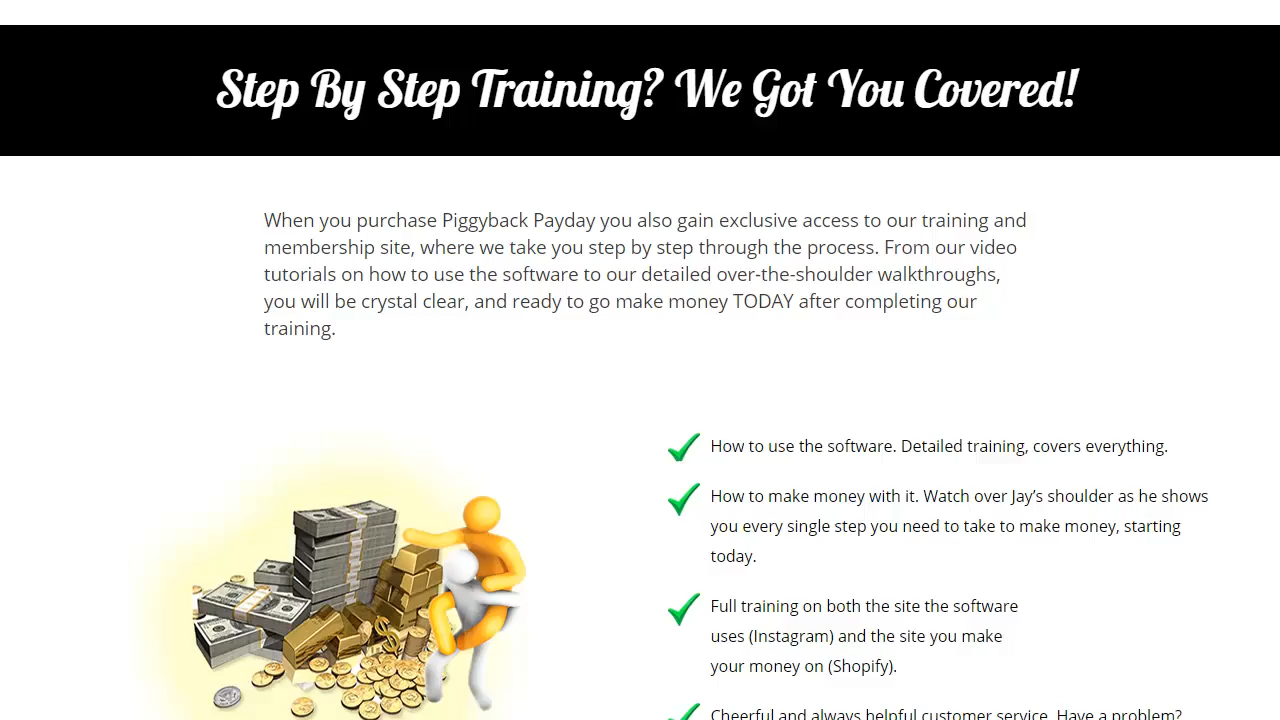 Step By Step Training? We Got You Covered!
When you purchase Piggyback Payday you also gain exclusive access to our training and
membership site, where we take you step by step through the process. From our video
tutorials on how to use the software to our detailed over-the-shoulder walkthroughs,
you will be crystal clear, and ready to go make money TODAY after completing our
training.
How to use the software. Detailed training, covers everything.
How to make money with it. Watch over Jay’s shoulder as he shows
you every single step you need to take to make money, starting
today.
Full training on both the site the software
uses (Instagram) and the site you make
your money on (Shopify).
Cheerful and always helpful customer service. Have a problem?